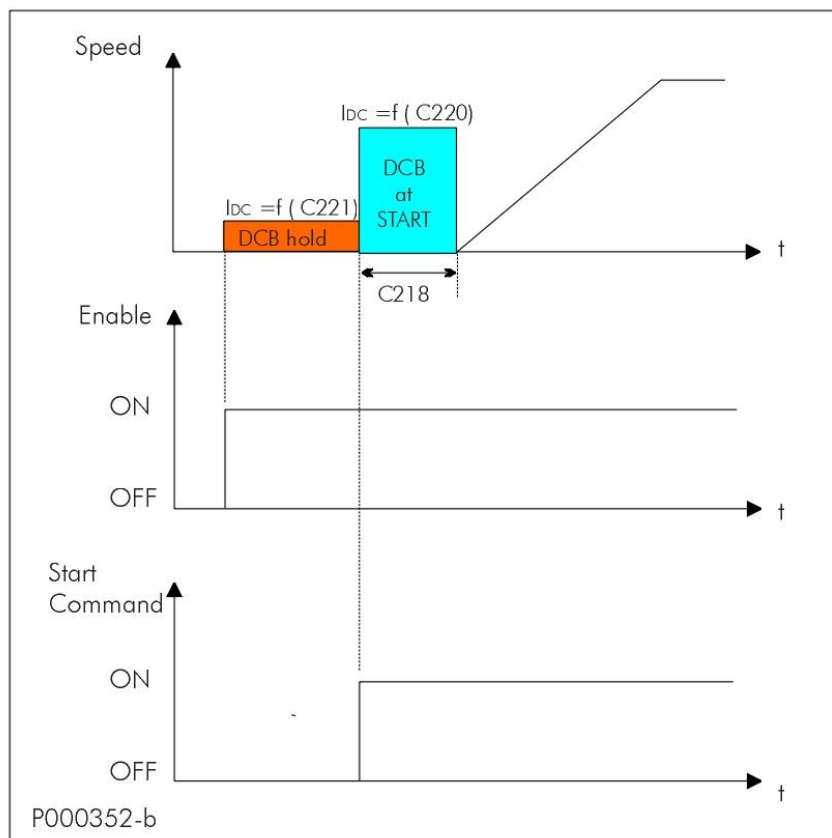 Speed
IDC =f ( C220)
DCB
at
START
IDC =f ( C221)
DCB hold
t
C218
Enable
ON
OFF
t
Start
Command
ON
OFF
t
P000352-b